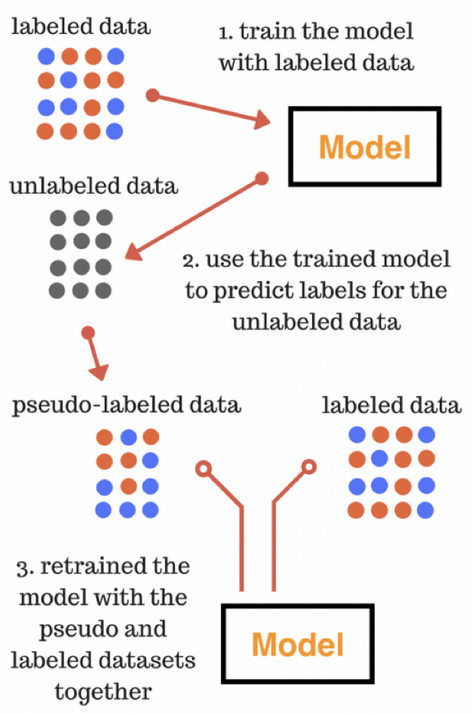 labeled data
1. train the model
with labeled data
Model
unlabeled data
2. use the trained model
to predict labels for the
unlabeled data
pseudo-labeled data
labeled data
3. retrained the
model with the
pseudo and
labeled datasets
together
Model